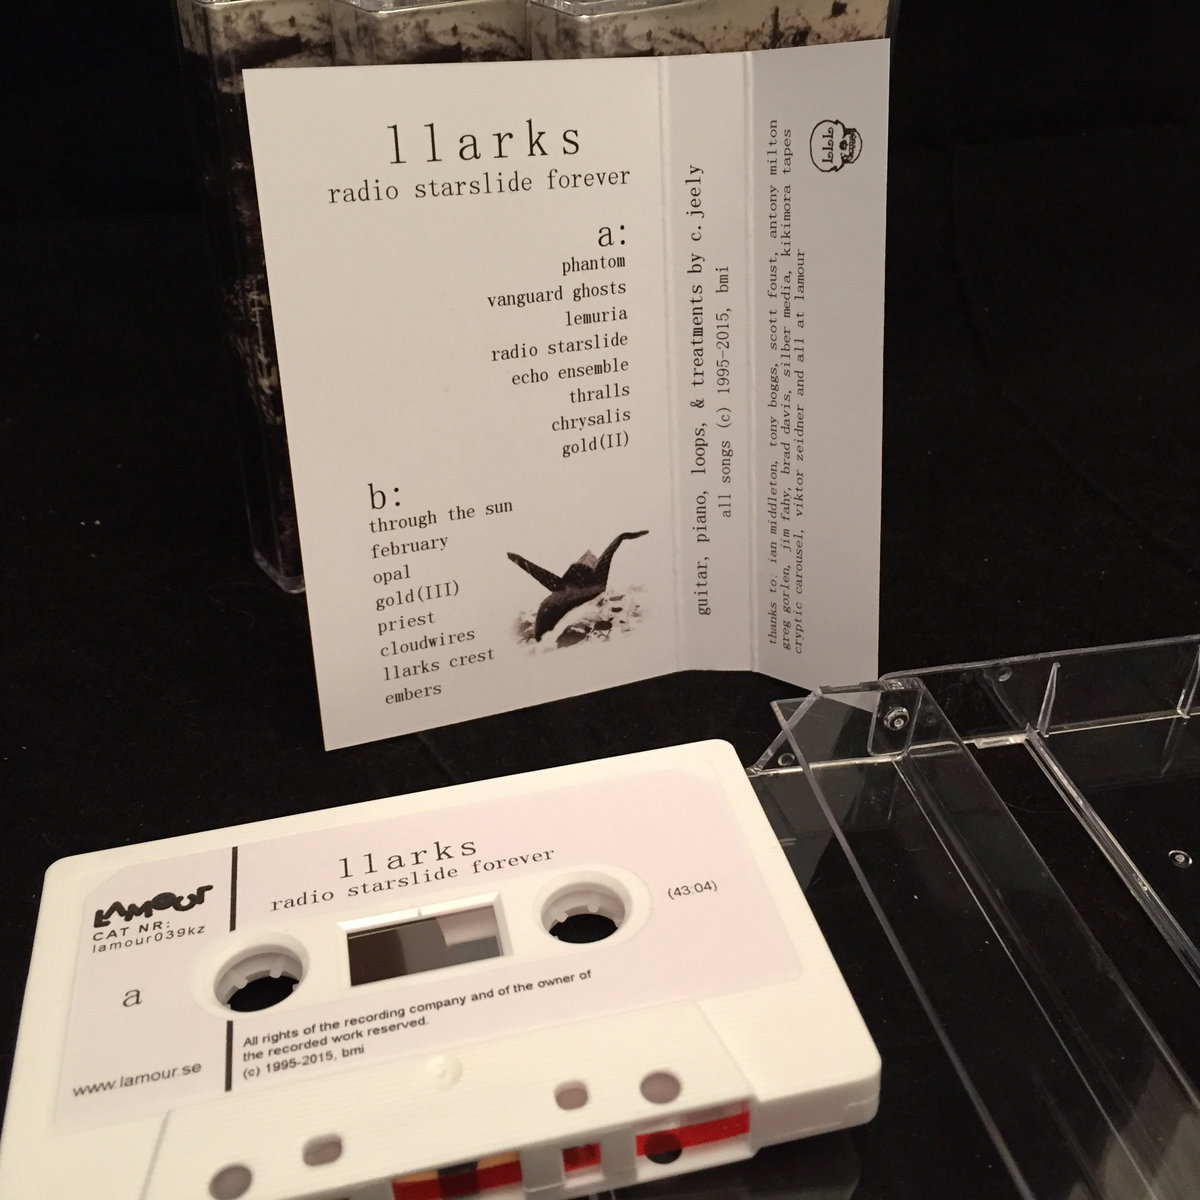 llarks
radio starslide forever
a:
phantom
vanguard ghosts
lemuria
radio starslide
echo ensemble
thralls
chrysalis
gold(II)
b:
through the sun
february
opal
gold(III)
priest
cloudwires
llarks crest
embers
guitar, piano, loops, & treatments by c.jeely
all songs (c) 1995-2015, bmi
thanks to: ian middleton, tony boggs, scott foust, antony milton
greg gorlen, jim fahy, brad davis, silber media, kikimora tapes
cryptic carousel, viktor zeidner and all at lamour
LAMOUR
CAT NR:
lamour039kz
a
www.lamour.se
llarks
radio starslide forever
(43:04)
All rights of the recording company and of the owner of
the recorded work reserved.
(c) 1995-2015, bmi